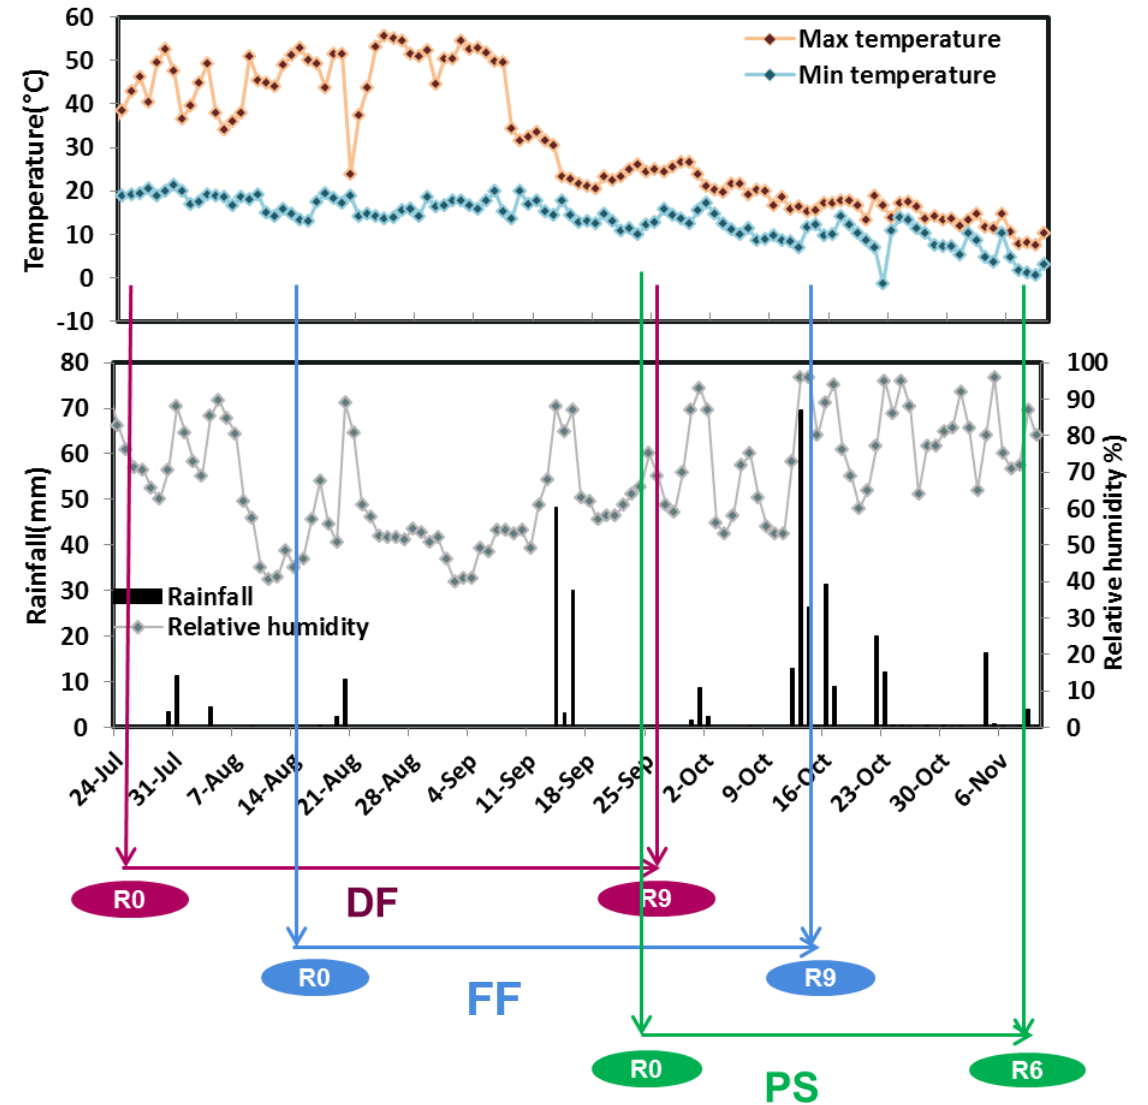 60
50
40
30
20
10
0
-10
Temperature(°C)
Max temperature
Min temperature
80
70
60
50
40
30
20
10
0
Rainfall(mm)
Rainfall
Relative humidity
100
90
80
70
60
50
40
30
20
10
0
Relative humidity %)
24-Jul
31-Jul
7-Aug
14-Aug
21-Aug
28-Aug
4-Sep
11-Sep
18-Sep
25-Sep
2-Oct
9-Oct
16-Oct
23-Oct
30-Oct
6-Nov
R0
DF
R9
R0
FF
R9
R0
PS
R6